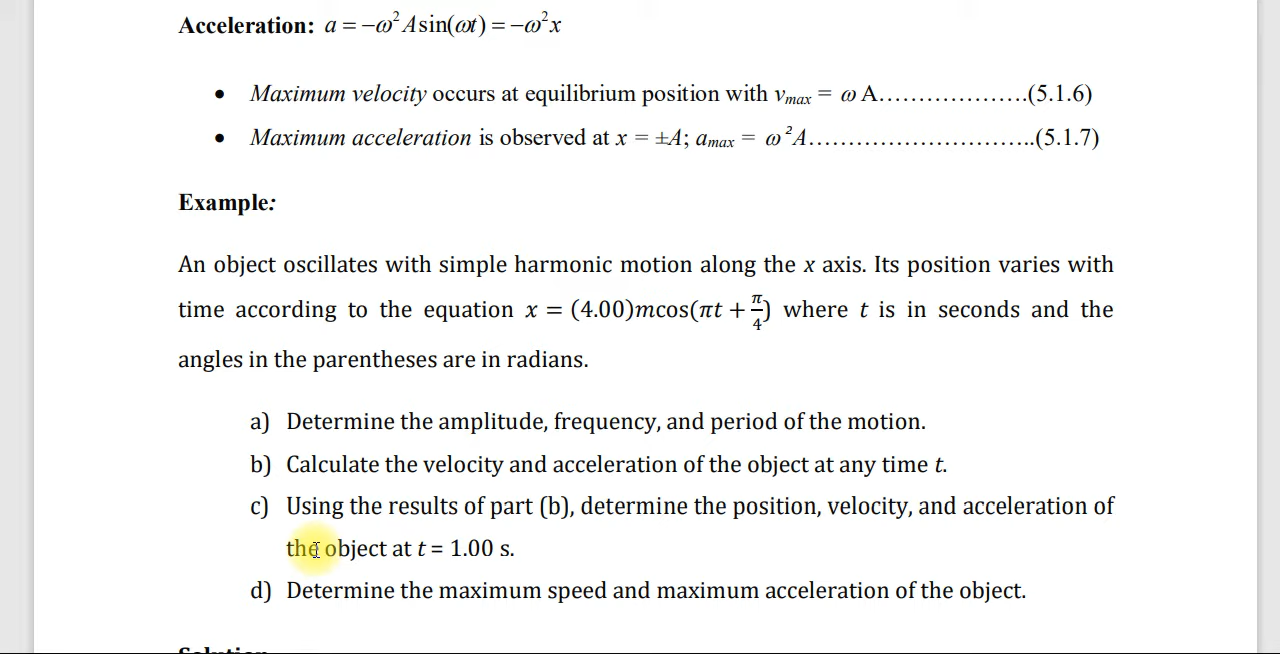 Acceleration: a = −ω² A sin(ωt) = −ω² x
• Maximum velocity occurs at equilibrium position with vmax = ω A………………….(5.1.6)
• Maximum acceleration is observed at x = ±A; amax = ω ²A……………………………..(5.1.7)
Example:
An object oscillates with simple harmonic motion along the x axis. Its position varies with
time according to the equation x = (4.00)mcos(πt + π/4) where t is in seconds and the
angles in the parentheses are in radians.
a) Determine the amplitude, frequency, and period of the motion.
b) Calculate the velocity and acceleration of the object at any time t.
c) Using the results of part (b), determine the position, velocity, and acceleration of
the object at t = 1.00 s.
d) Determine the maximum speed and maximum acceleration of the object.